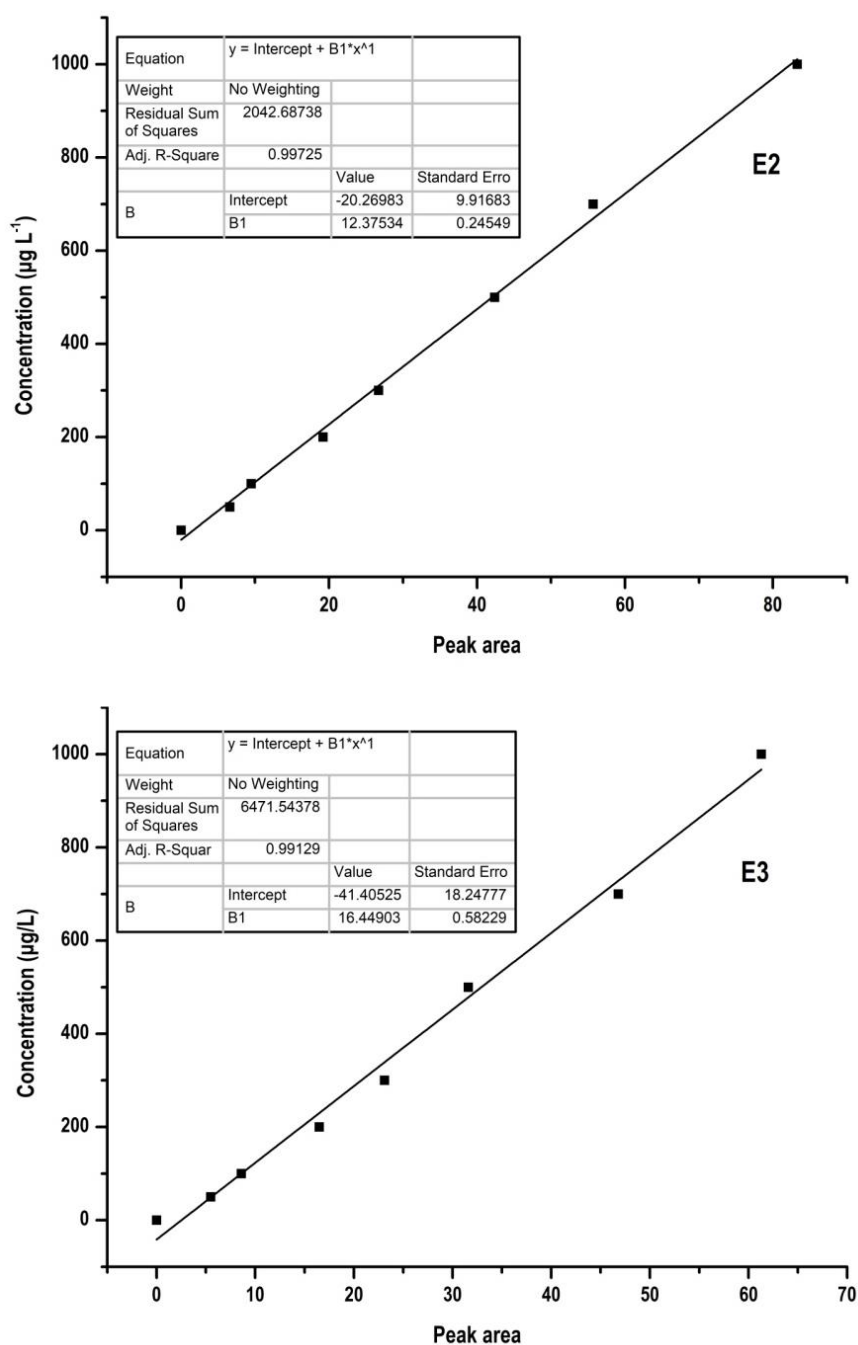 Equation y = Intercept + B1*x^1
Weight No Weighting
Residual Sum of Squares 2042.68738
Adj. R-Square 0.99725
Value Standard Erro
B Intercept -20.26983 9.91683
B1 12.37534 0.24549
E2
1000
800
600
400
200
0
Concentration (µg L-1)
0 20 40 60 80
Peak area
Equation y = Intercept + B1*x^1
Weight No Weighting
Residual Sum of Squares 6471.54378
Adj. R-Squar 0.99129
Value Standard Erro
B Intercept -41.40525 18.24777
B1 16.44903 0.58229
E3
1000
800
600
400
200
0
Concentration (µg/L)
0 10 20 30 40 50 60 70
Peak area